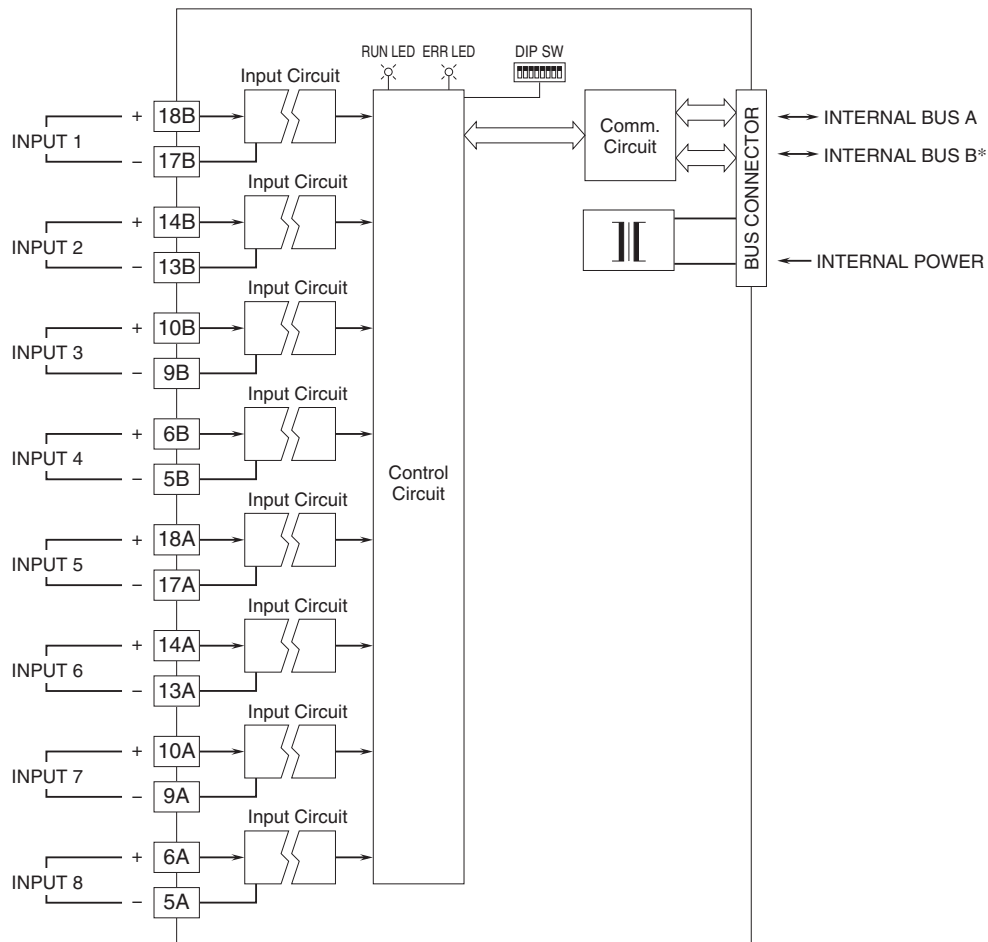 RUN LED ERR LED DIP SW
Input Circuit
INPUT 1
+ 18B
− 17B
Input Circuit
INPUT 2
+ 14B
− 13B
Input Circuit
INPUT 3
+ 10B
− 9B
Input Circuit
INPUT 4
+ 6B
− 5B
Input Circuit
INPUT 5
+ 18A
− 17A
Input Circuit
INPUT 6
+ 14A
− 13A
Input Circuit
INPUT 7
+ 10A
− 9A
Input Circuit
INPUT 8
+ 6A
− 5A
Control
Circuit
Comm.
Circuit
BUS CONNECTOR
INTERNAL BUS A
INTERNAL BUS B*
INTERNAL POWER